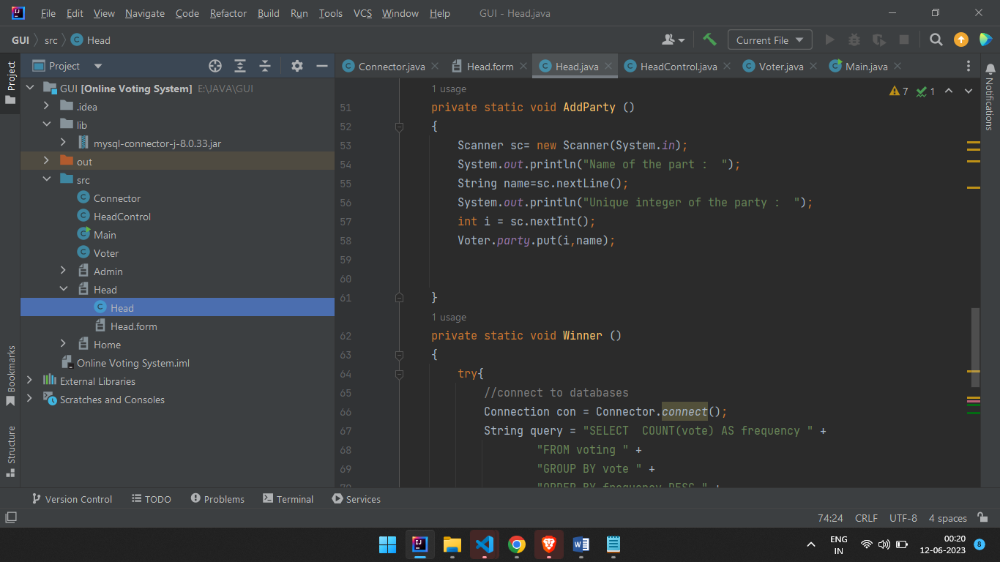 File Edit View Navigate Code Refactor Build Run Tools VCS Window Help GUI - Head.java
GUI src Head
Current File
Project
Connector.java Head.form Head.java HeadControl.java Voter.java Main.java
Project
Bookmarks
Structure
Notifications
GUI [Online Voting System] E:\JAVA\GUI
.idea
lib
mysql-connector-j-8.0.33.jar
out
src
Connector
HeadControl
Main
Voter
Admin
Head
Head
Head.form
Home
Online Voting System.iml
External Libraries
Scratches and Consoles
7 1
1 usage
51 private static void AddParty ()
52 {
53 Scanner sc= new Scanner(System.in);
54 System.out.println("Name of the part :  ");
55 String name=sc.nextLine();
56 System.out.println("Unique integer of the party :  ");
57 int i = sc.nextInt();
58 Voter.party.put(i,name);
59
60
61 }
1 usage
62 private static void Winner ()
63 {
64 try{
65 //connect to databases
66 Connection con = Connector.connect();
67 String query = "SELECT  COUNT(vote) AS frequency " +
68 "FROM voting " +
69 "GROUP BY vote " +
70 "ORDER BY frequency DESC " +
Version Control TODO Problems Terminal Services
74:24 CRLF UTF-8 4 spaces
ENG
IN
00:20
12-06-2023
8